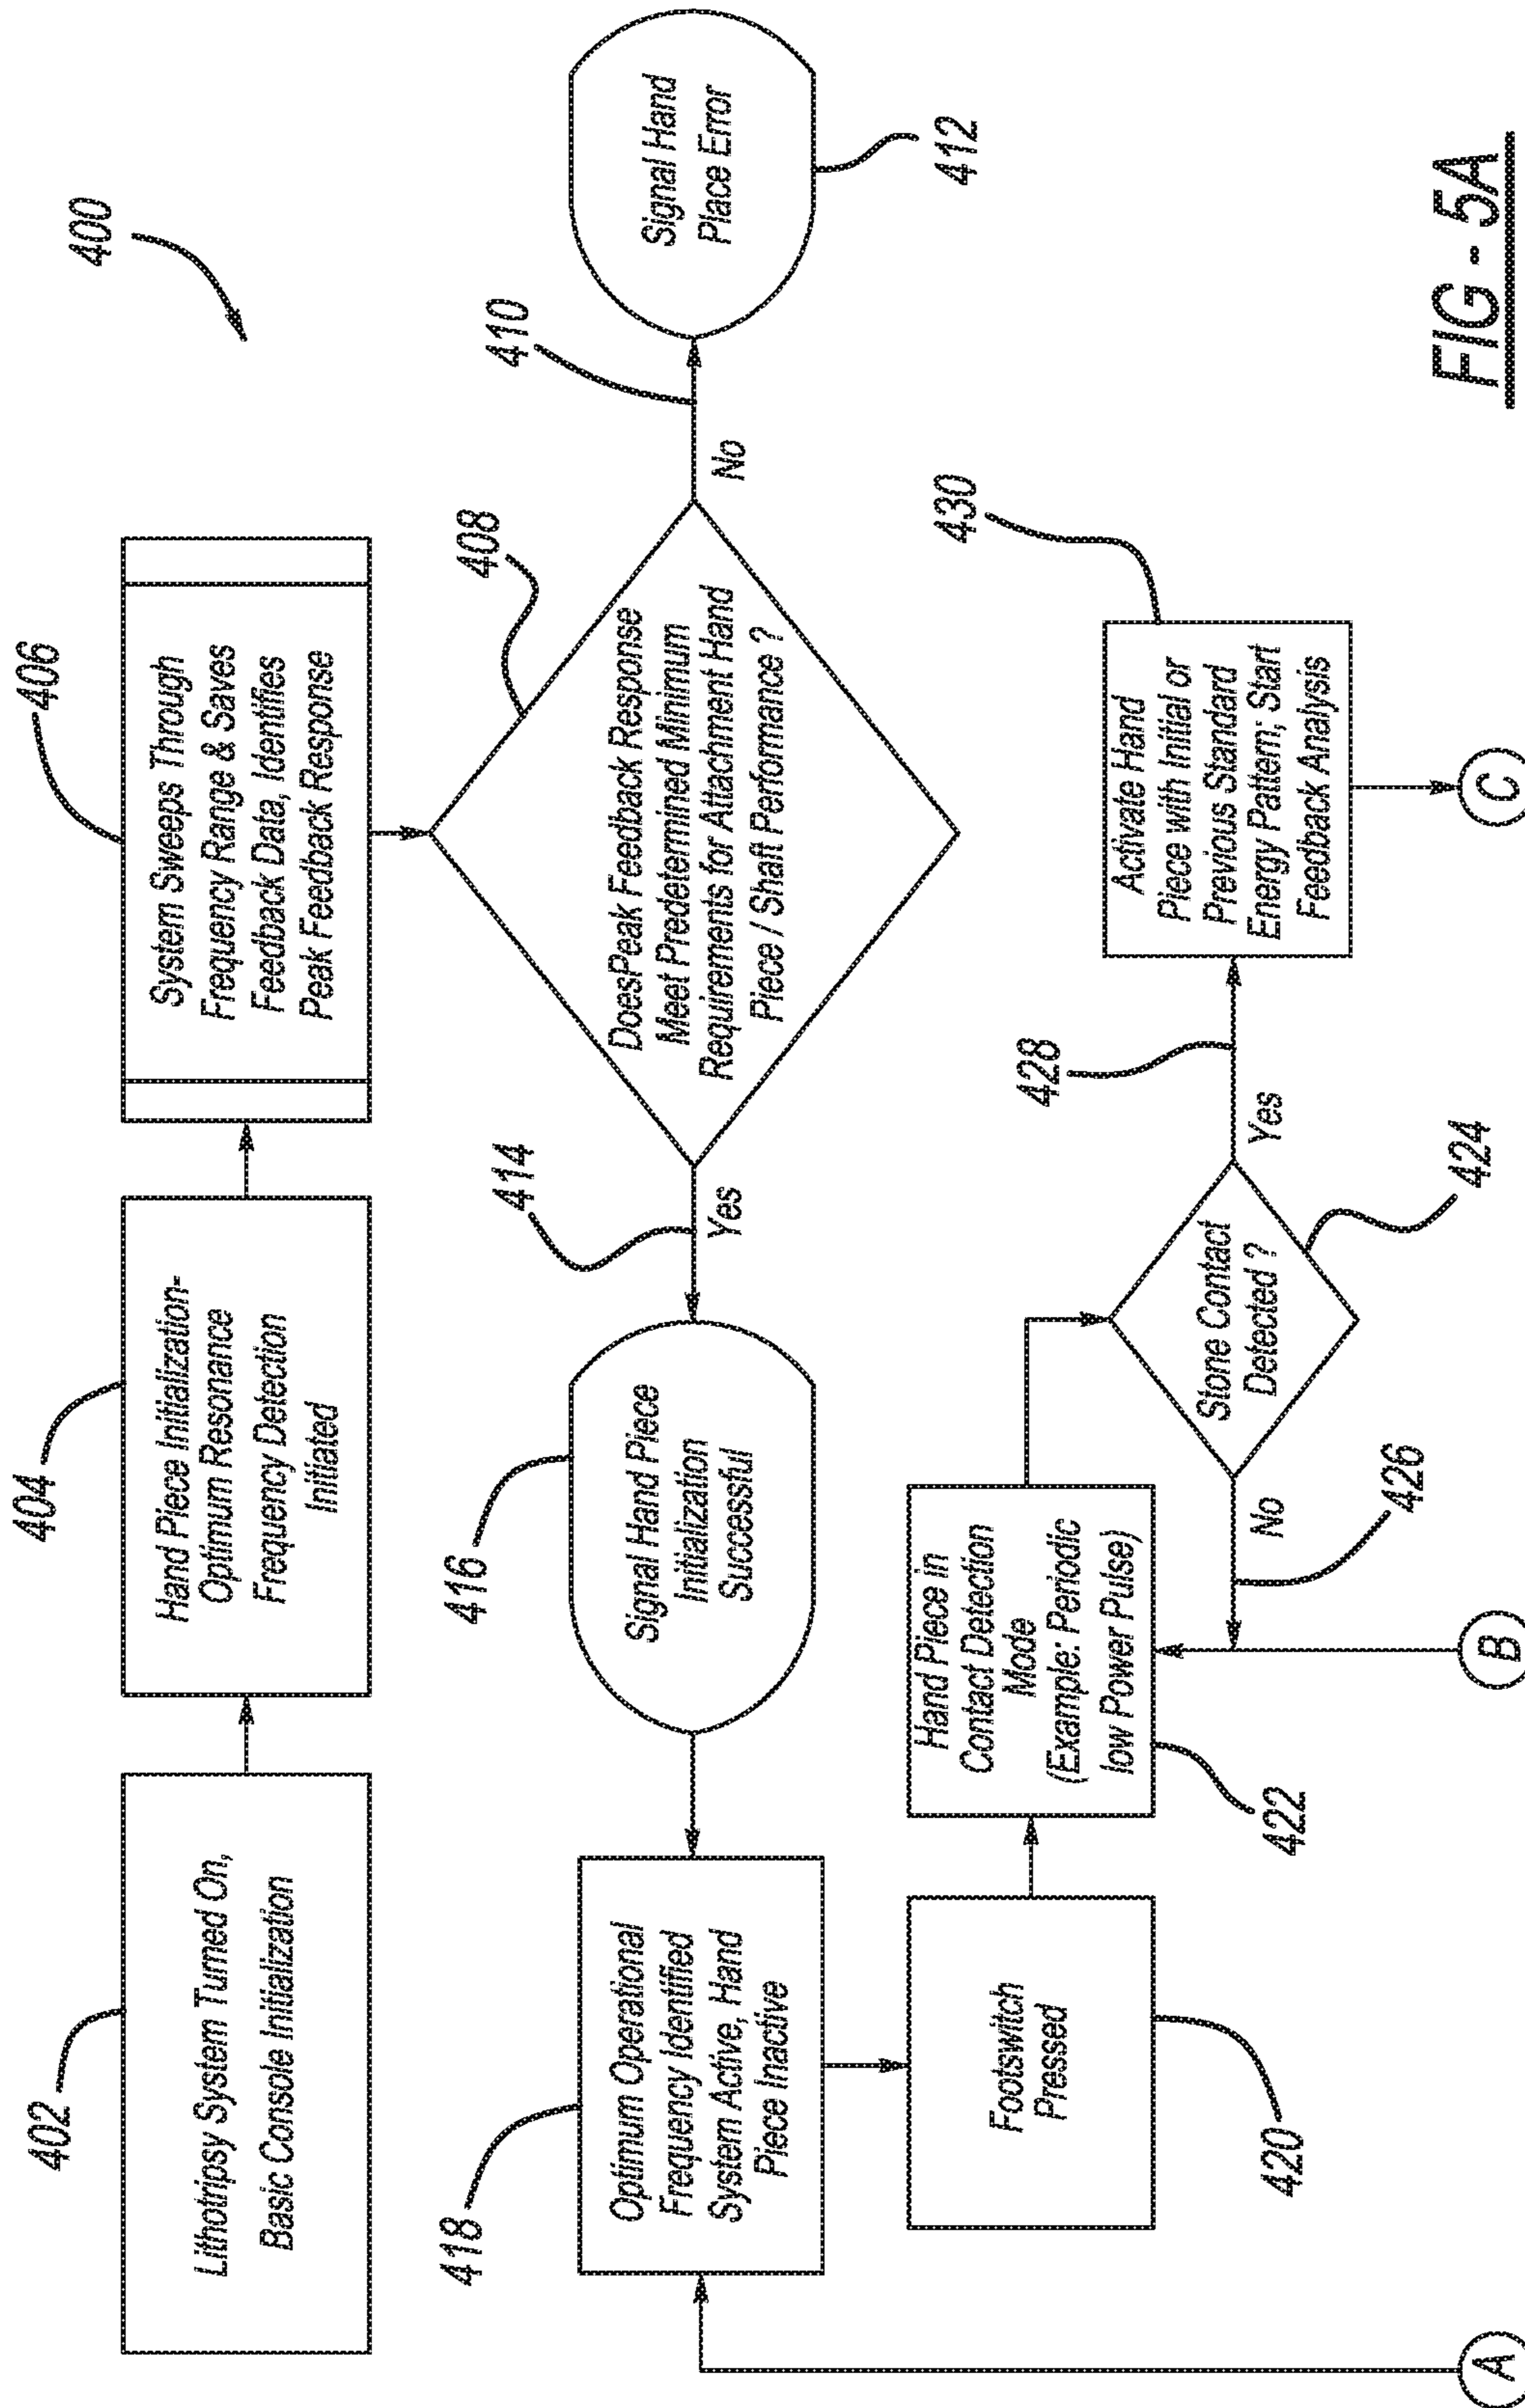 400
402
Lithotripsy System Turned On,
Basic Console Initialization
404
Hand Piece Initialization-
Optimum Resonance
Frequency Detection
Initiated
406
System Sweeps Through
Frequency Range & Saves
Feedback Data, Identifies
Peak Feedback Response
408
DoesPeak Feedback Response
Meet Predetermined Minimum
Requirements for Attachment Hand
Piece / Shaft Performance ?
410
No
Signal Hand
Place Error
412
414
Yes
416
Signal Hand Piece
Initialization
Successful
418
Optimum Operational
Frequency Identified
System Active, Hand
Piece Inactive
Footswitch
Pressed
420
Hand Piece in
Contact Detection
Mode
(Example: Periodic
low Power Pulse)
422
Stone Contact
Detected ?
424
No
426
428
Yes
430
Activate Hand
Piece with Initial or
Previous Standard
Energy Pattern; Start
Feedback Analysis
A
B
C
FIG - 5A